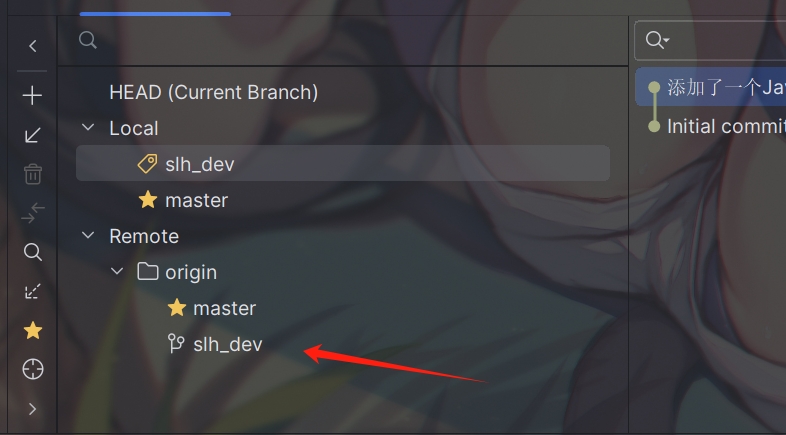 HEAD (Current Branch)
Local
slh_dev
master
Remote
origin
master
slh_dev
添加了一个Jav
Initial commit